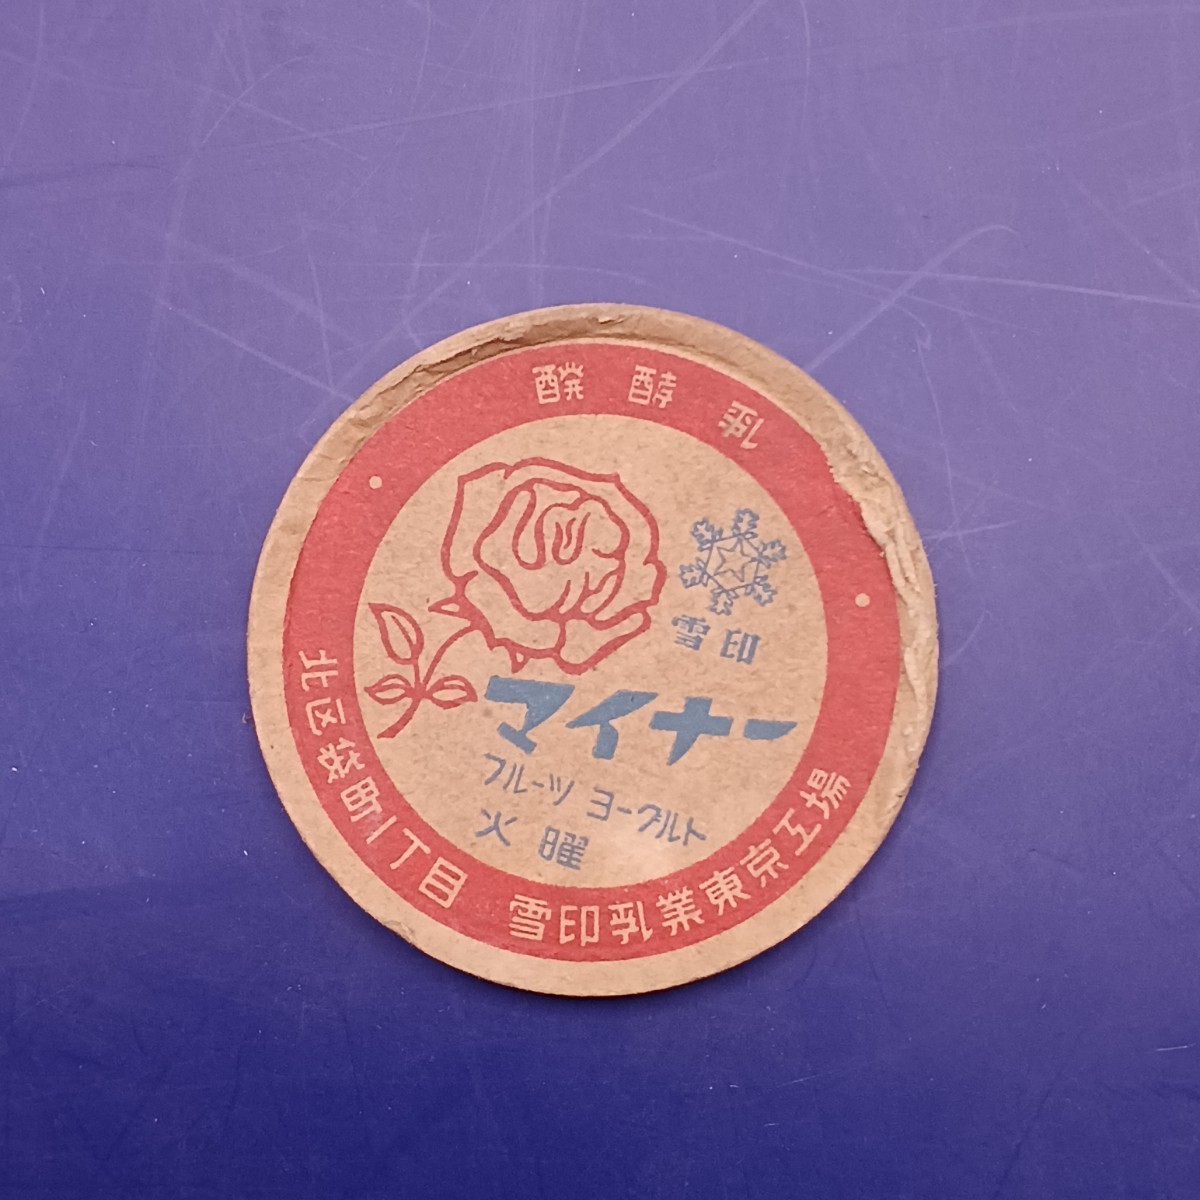 醗酵乳
雪印
マイナー
フルーツ ヨーグルト
火曜
北区袋町1丁目 雪印乳業東京工場